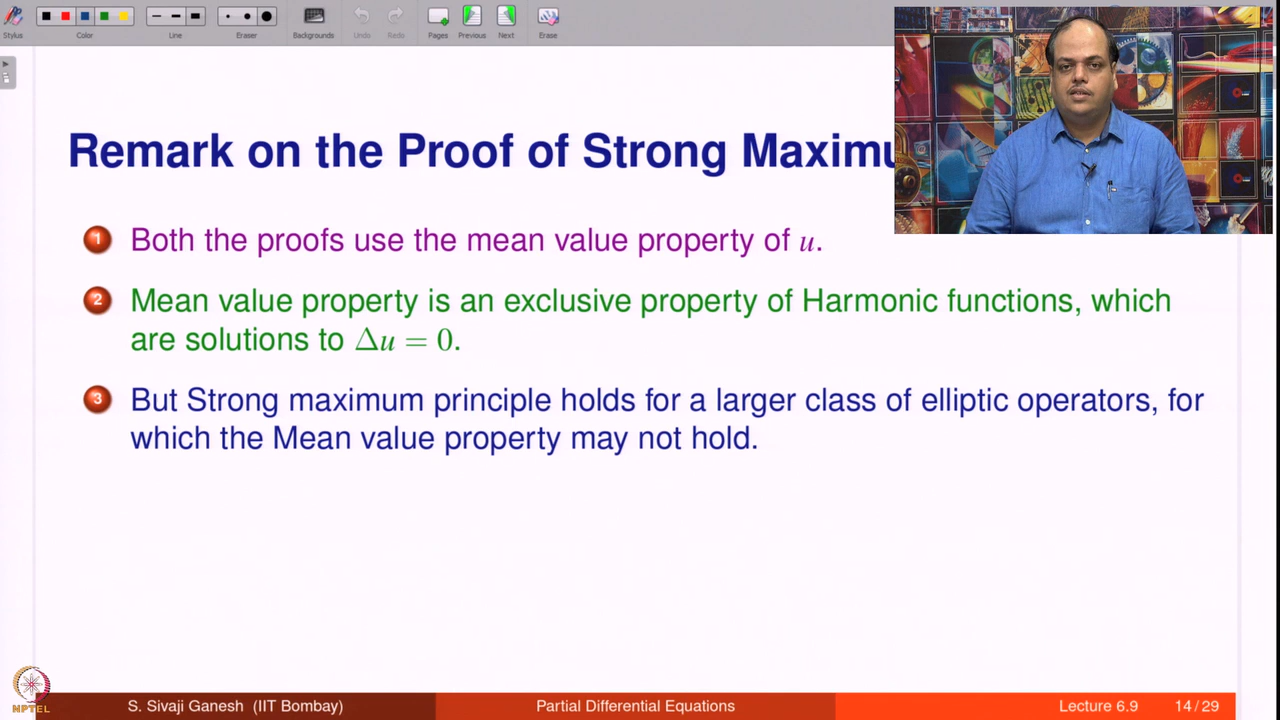 Stylus
Color
Line
Eraser
Backgrounds
Undo
Redo
Pages
Previous
Next
Erase
Remark on the Proof of Strong
1 Both the proofs use the mean value property of u.
2 Mean value property is an exclusive property of Harmonic functions, which
are solutions to Δu = 0.
3 But Strong maximum principle holds for a larger class of elliptic operators, for
which the Mean value property may not hold.
NPTEL
S. Sivaji Ganesh (IIT Bombay)
Partial Differential Equations
Lecture 6.9
14/29